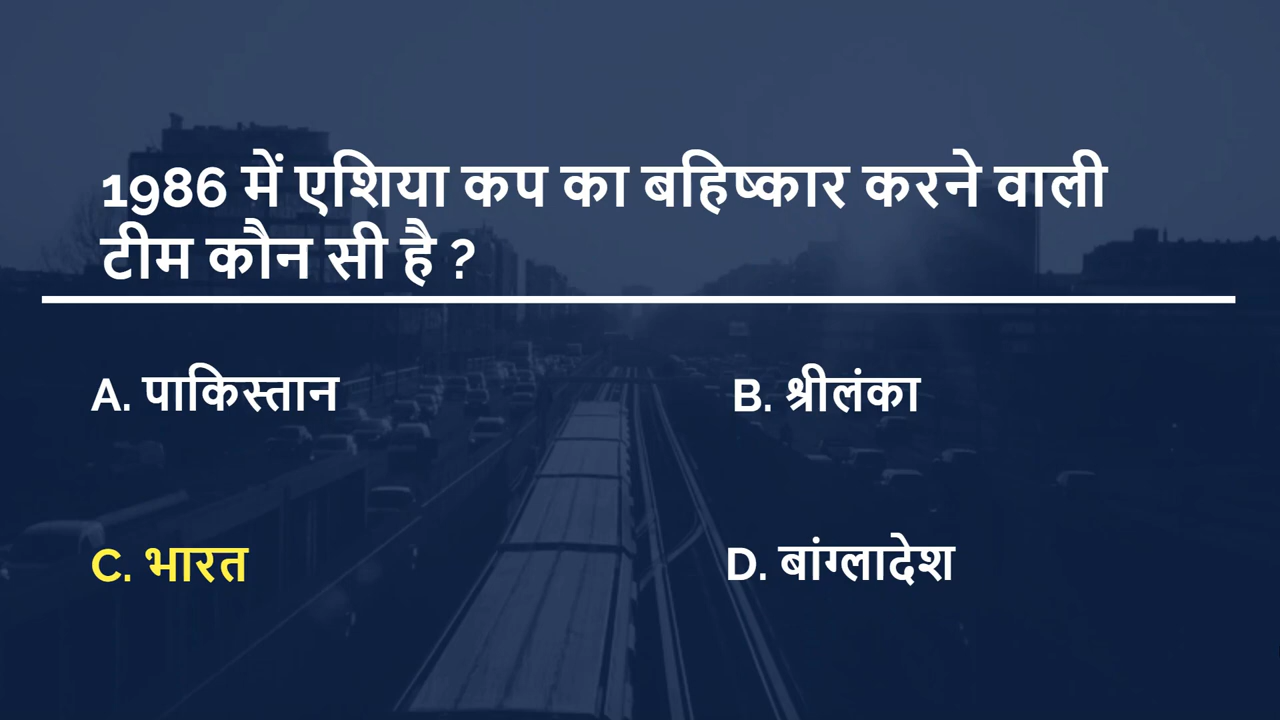 1986 में एशिया कप का बहिष्कार करने वाली
टीम कौन सी है ?
A. पाकिस्तान
B. श्रीलंका
C. भारत
D. बांग्लादेश